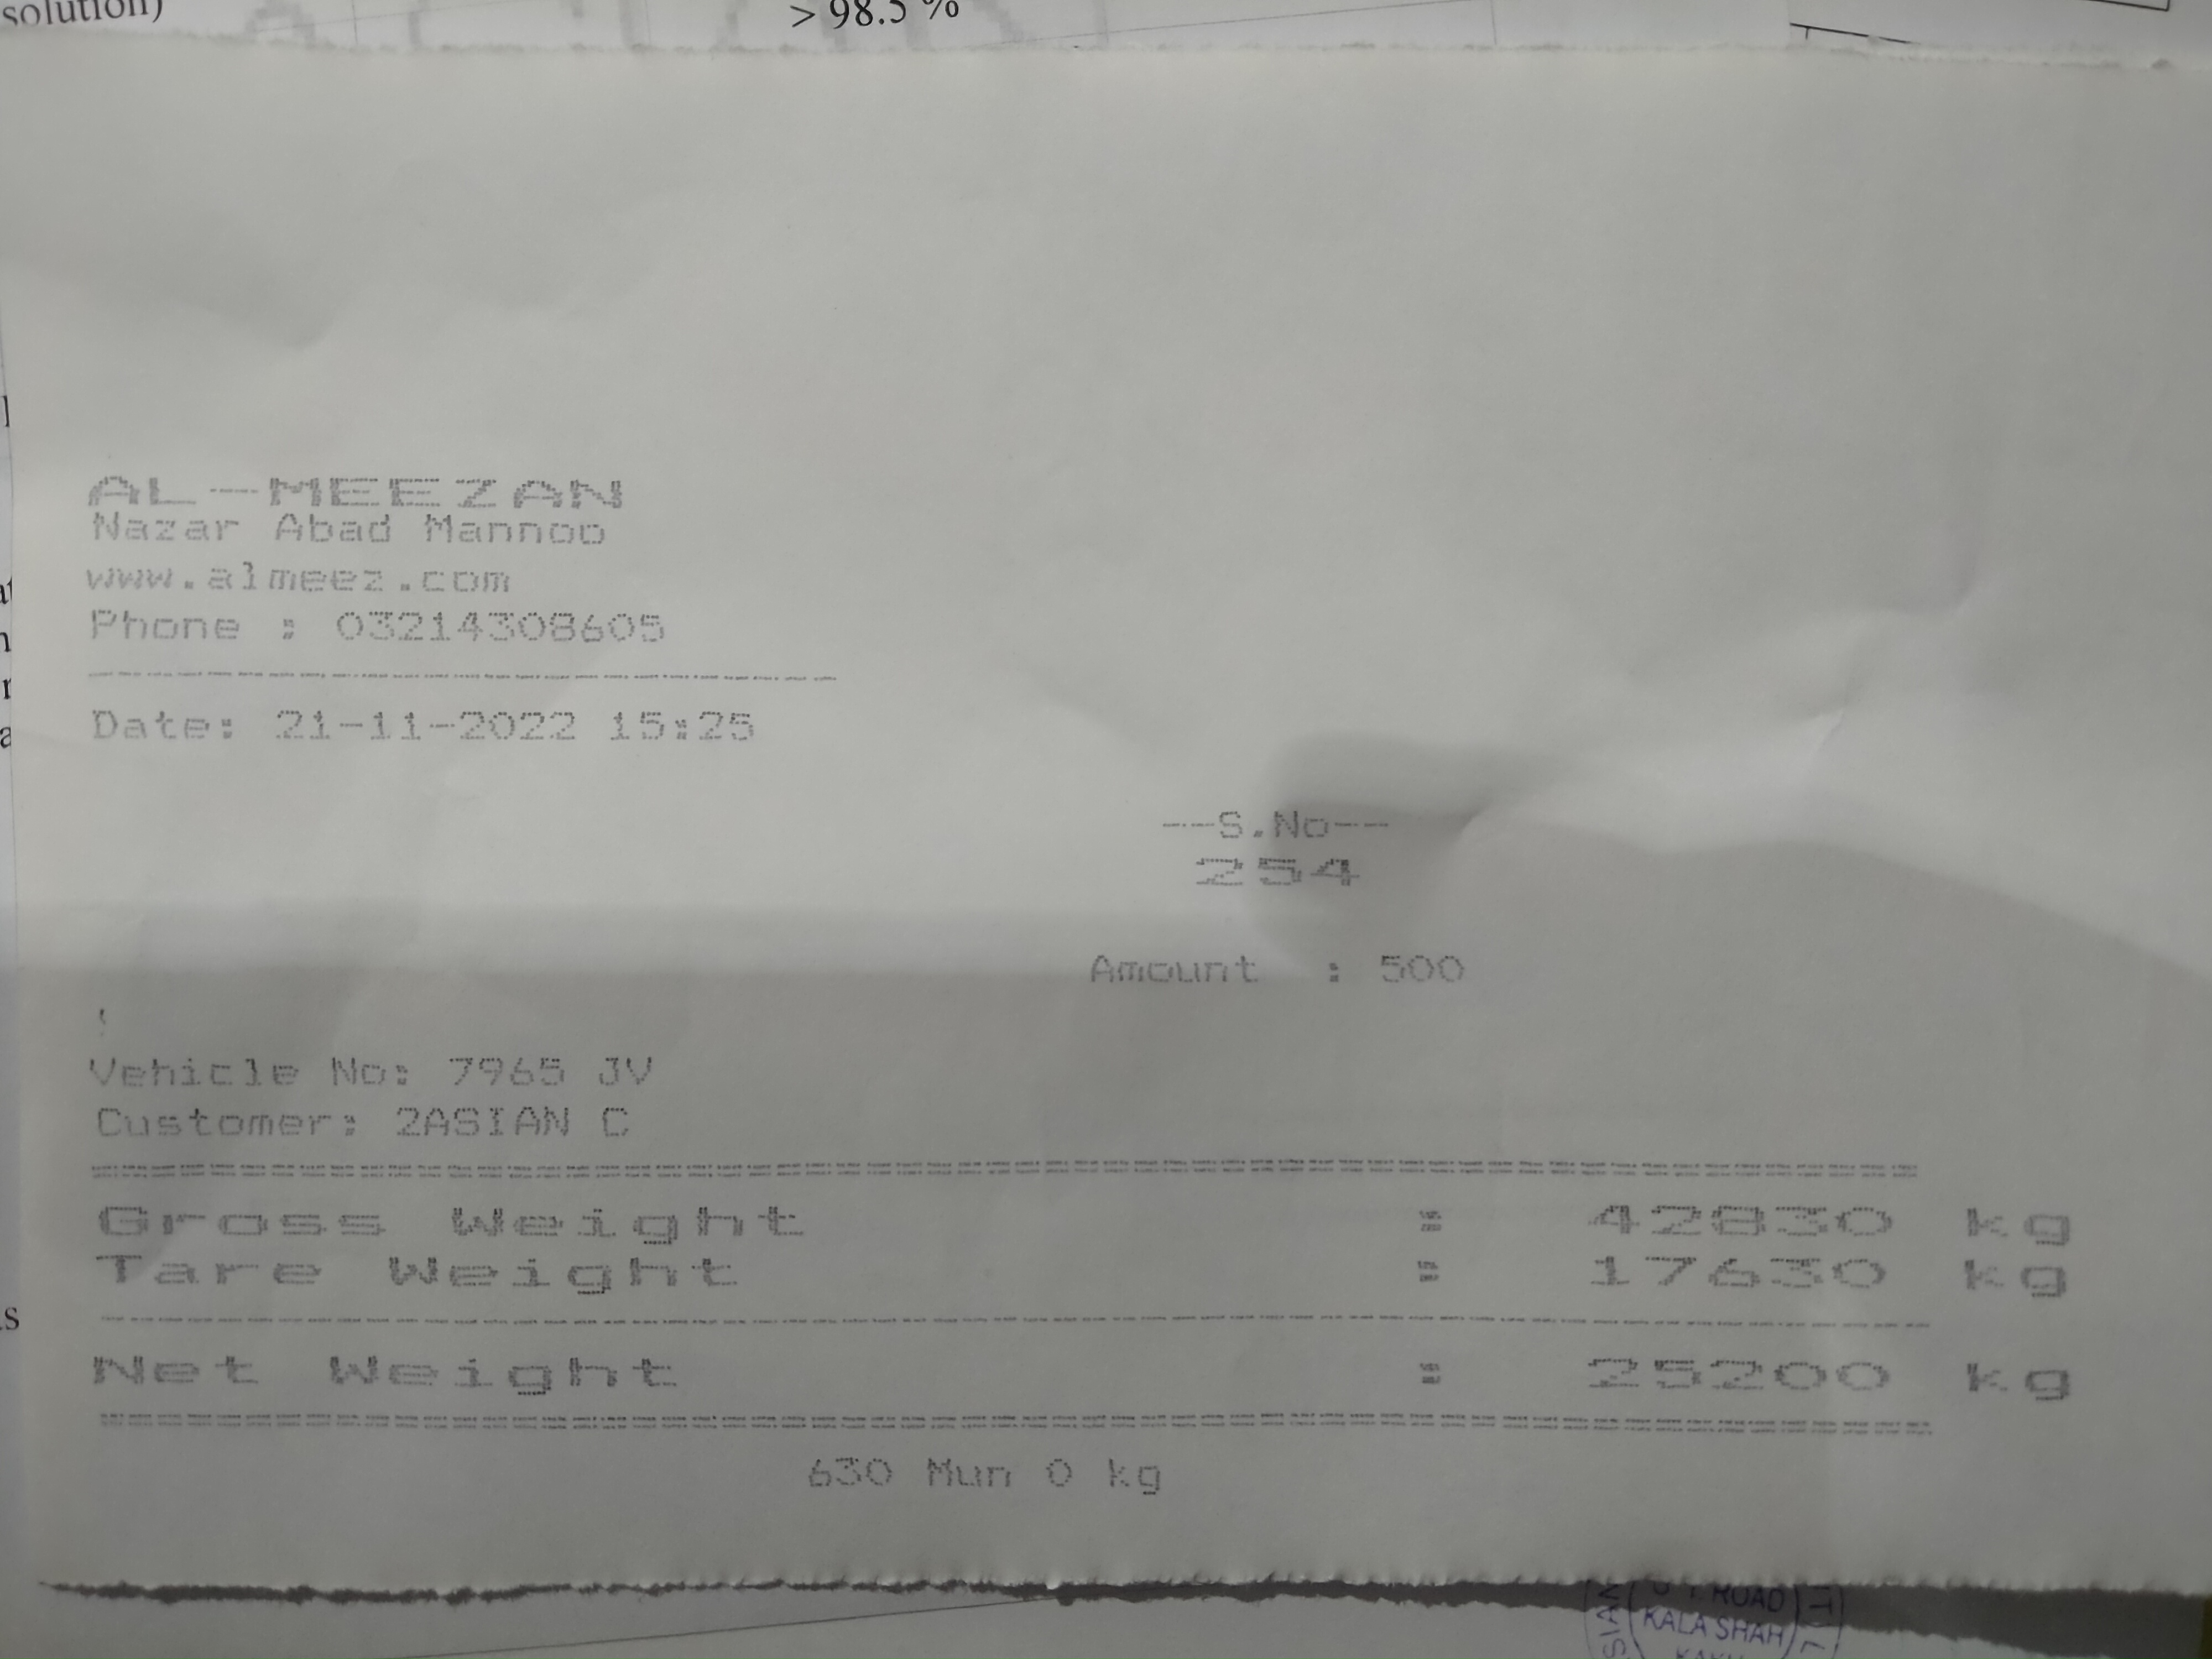 solution)
> 98.5 %
AL-MEEZAN
Nazar Abad Mannoo
www.almeez.com
Phone : 03214308605
Date: 21-11-2022 15:25
--S.No--
254
Amount : 500
Vehicle No: 7965 JV
Customer: 2ASIAN C
Gross Weight : 42830 kg
Tare Weight : 17630 kg
Net Weight : 25200 kg
630 Mun 0 kg
ROAD
KALA SHAH